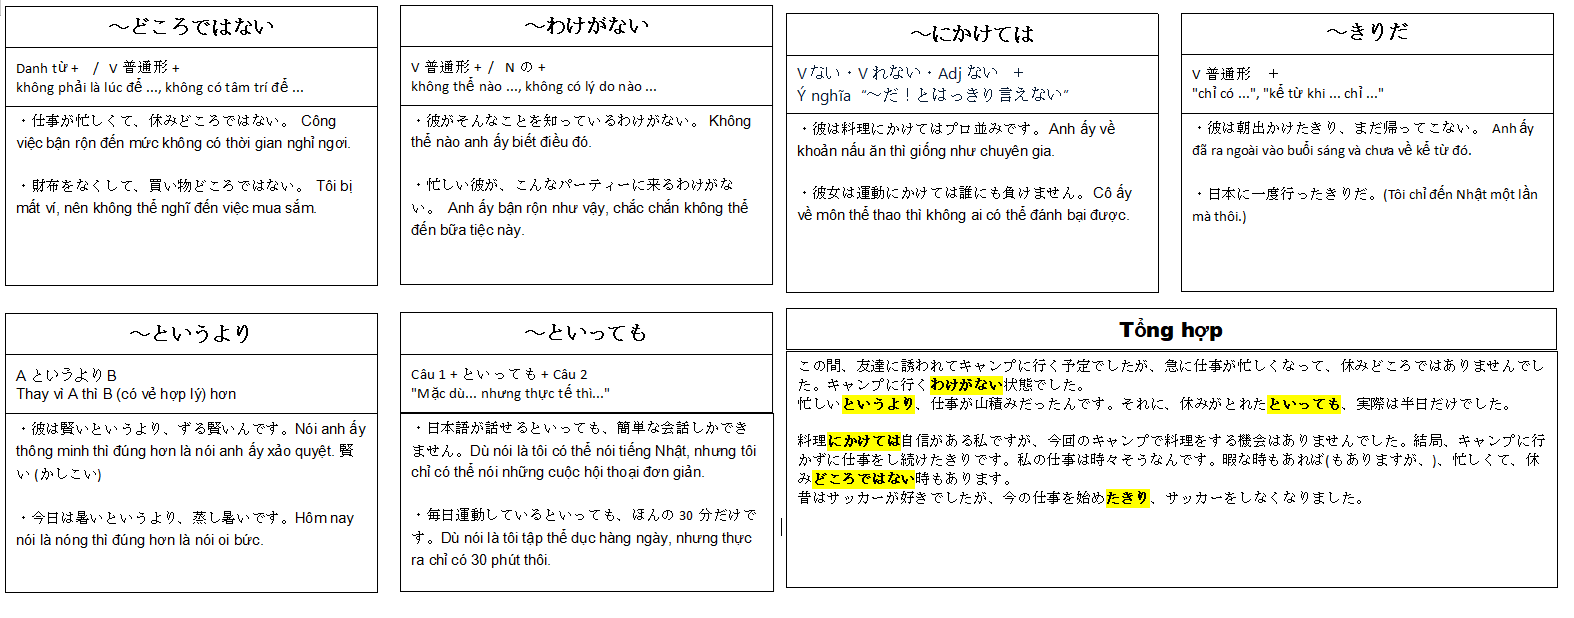 ～どころではない
Danh từ +　/　V 普通形 +
không phải là lúc để ..., không có tâm trí để ...
・仕事が忙しくて、休みどころではない。 Công
việc bận rộn đến mức không có thời gian nghỉ ngơi.
・財布をなくして、買い物どころではない。 Tôi bị
mất ví, nên không thể nghĩ đến việc mua sắm.
～わけがない
V 普通形 + /　N の +
không thể nào ..., không có lý do nào ...
・彼がそんなことを知っているわけがない。 Không
thể nào anh ấy biết điều đó.
・忙しい彼が、こんなパーティーに来るわけがな
い。 Anh ấy bận rộn như vậy, chắc chắn không thể
đến bữa tiệc này.
～にかけては
V ない・V れない・Adj ない　+
Ý nghĩa “～だ！とはっきり言えない”
・彼は料理にかけてはプロ並みです。Anh ấy về
khoản nấu ăn thì giống như chuyên gia.
・彼女は運動にかけては誰にも負けません。Cô ấy
về môn thể thao thì không ai có thể đánh bại được.
～きりだ
V 普通形　+
"chỉ có ...", "kể từ khi ... chỉ ..."
・彼は朝出かけたきり、まだ帰ってこない。 Anh ấy
đã ra ngoài vào buổi sáng và chưa về kể từ đó.
・日本に一度行ったきりだ。(Tôi chỉ đến Nhật một lần
mà thôi.)
～というより
A というより B
Thay vì A thì B (có vẻ hợp lý) hơn
・彼は賢いというより、ずる賢いんです。Nói anh ấy
thông minh thì đúng hơn là nói anh ấy xảo quyệt. 賢
い (かしこい)
・今日は暑いというより、蒸し暑いです。Hôm nay
nói là nóng thì đúng hơn là nói oi bức.
～といっても
Câu 1 + といっても + Câu 2
"Mặc dù... nhưng thực tế thì..."
・日本語が話せるといっても、簡単な会話しかでき
ません。Dù nói là tôi có thể nói tiếng Nhật, nhưng tôi
chỉ có thể nói những cuộc hội thoại đơn giản.
・毎日運動しているといっても、ほんの 30 分だけで
す。Dù nói là tôi tập thể dục hàng ngày, nhưng thực
ra chỉ có 30 phút thôi.
Tổng hợp
この間、友達に誘われてキャンプに行く予定でしたが、急に仕事が忙しくなって、休みどころではありませんでし
た。キャンプに行くわけがない状態でした。
忙しいというより、仕事が山積みだったんです。それに、休みがとれたといっても、実際は半日だけでした。
料理にかけては自信がある私ですが、今回のキャンプで料理をする機会はありませんでした。結局、キャンプに行
かずに仕事をし続けたきりです。私の仕事は時々そうなんです。暇な時もあれば(もありますが、)、忙しくて、休
みどころではない時もあります。
昔はサッカーが好きでしたが、今の仕事を始めたきり、サッカーをしなくなりました。